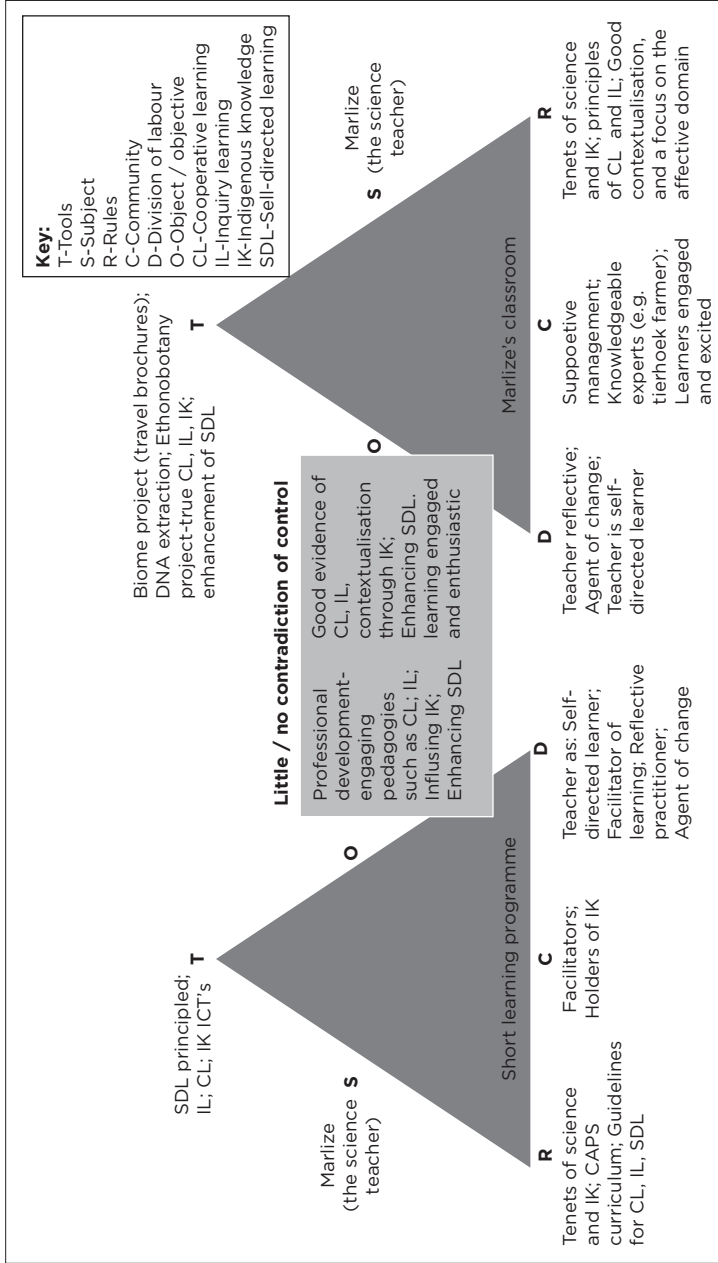 Key:
T-Tools
S-Subject
R-Rules
C-Community
D-Division of labour
O-Object / objective
CL-Cooperative learning
IL-Inquiry learning
IK-Indigenous knowledge
SDL-Sell-directed learning
SDL principled;
IL; CL; IK ICT's
T
Marlize
(the science
teacher)
S
O
Short learning programme
R
Tenets of science
and IK; CAPS
curriculum; Guidelines
for CL, IL, SDL
C
Facilitators;
Holders of IK
D
Teacher as: Self-
directed learner;
Facilitator of
learning; Reflective
practitioner;
Agent of change
Little / no contradiction of control
Professional
development-
engaging
pedagogies
such as CL; IL;
Influsing IK;
Enhancing SDL
Good evidence of
CL, IL,
contextualisation
through IK;
Enhancing SDL.
learning engaged
and enthusiastic
Biome project (travel brochures);
DNA extraction; Ethonobotany
project-true CL, IL, IK;
enhancement of SDL
T
O
S
Marlize
(the science
teacher)
Marlize's classroom
D
Teacher reflective;
Agent of change;
Teacher is self-
directed learner
C
Suppoetive
management;
Knowledgeable
experts (e.g.
tierhoek farmer);
Learners engaged
and excited
R
Tenets of science
and IK; principles
of CL and IL; Good
contextualisation,
and a focus on the
affective domain